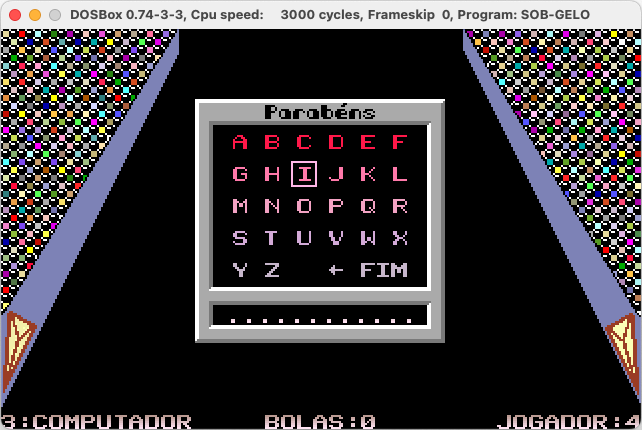 DOSBox 0.74-3-3, Cpu speed: 3000 cycles, Frameskip 0, Program: SOB-GELO
Parabéns
A B C D E F
G H I J K L
M N O P Q R
S T U V W X
Y Z ← FIM
............
3:COMPUTADOR BOLAS:0 JOGADOR:4